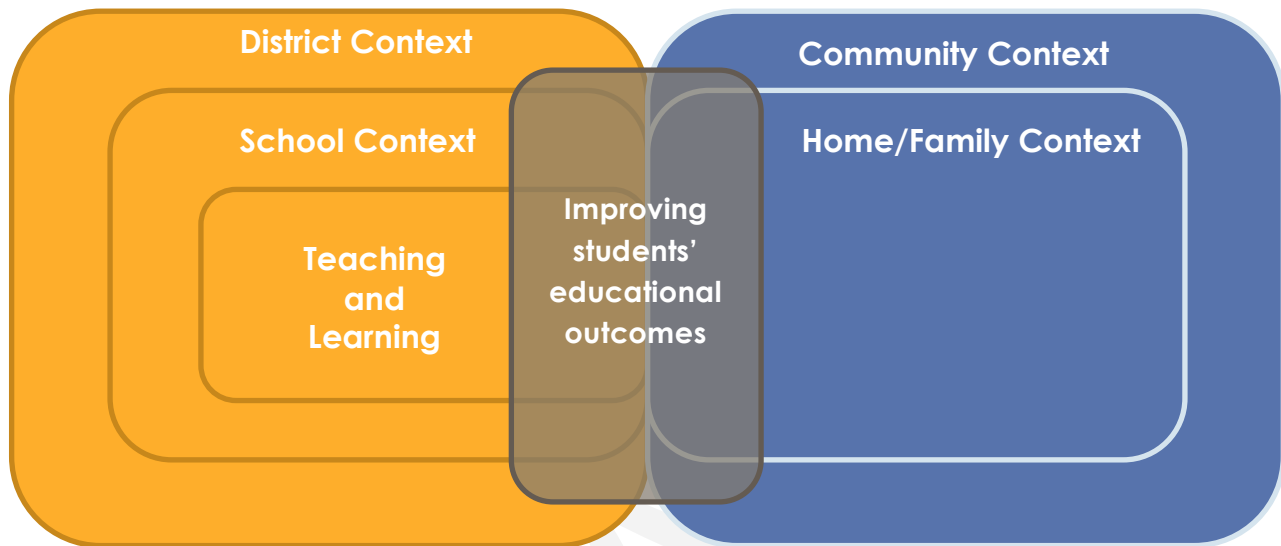 District Context
Community Context
School Context
Home/Family Context
Teaching
and
Learning
Improving
students’
educational
outcomes